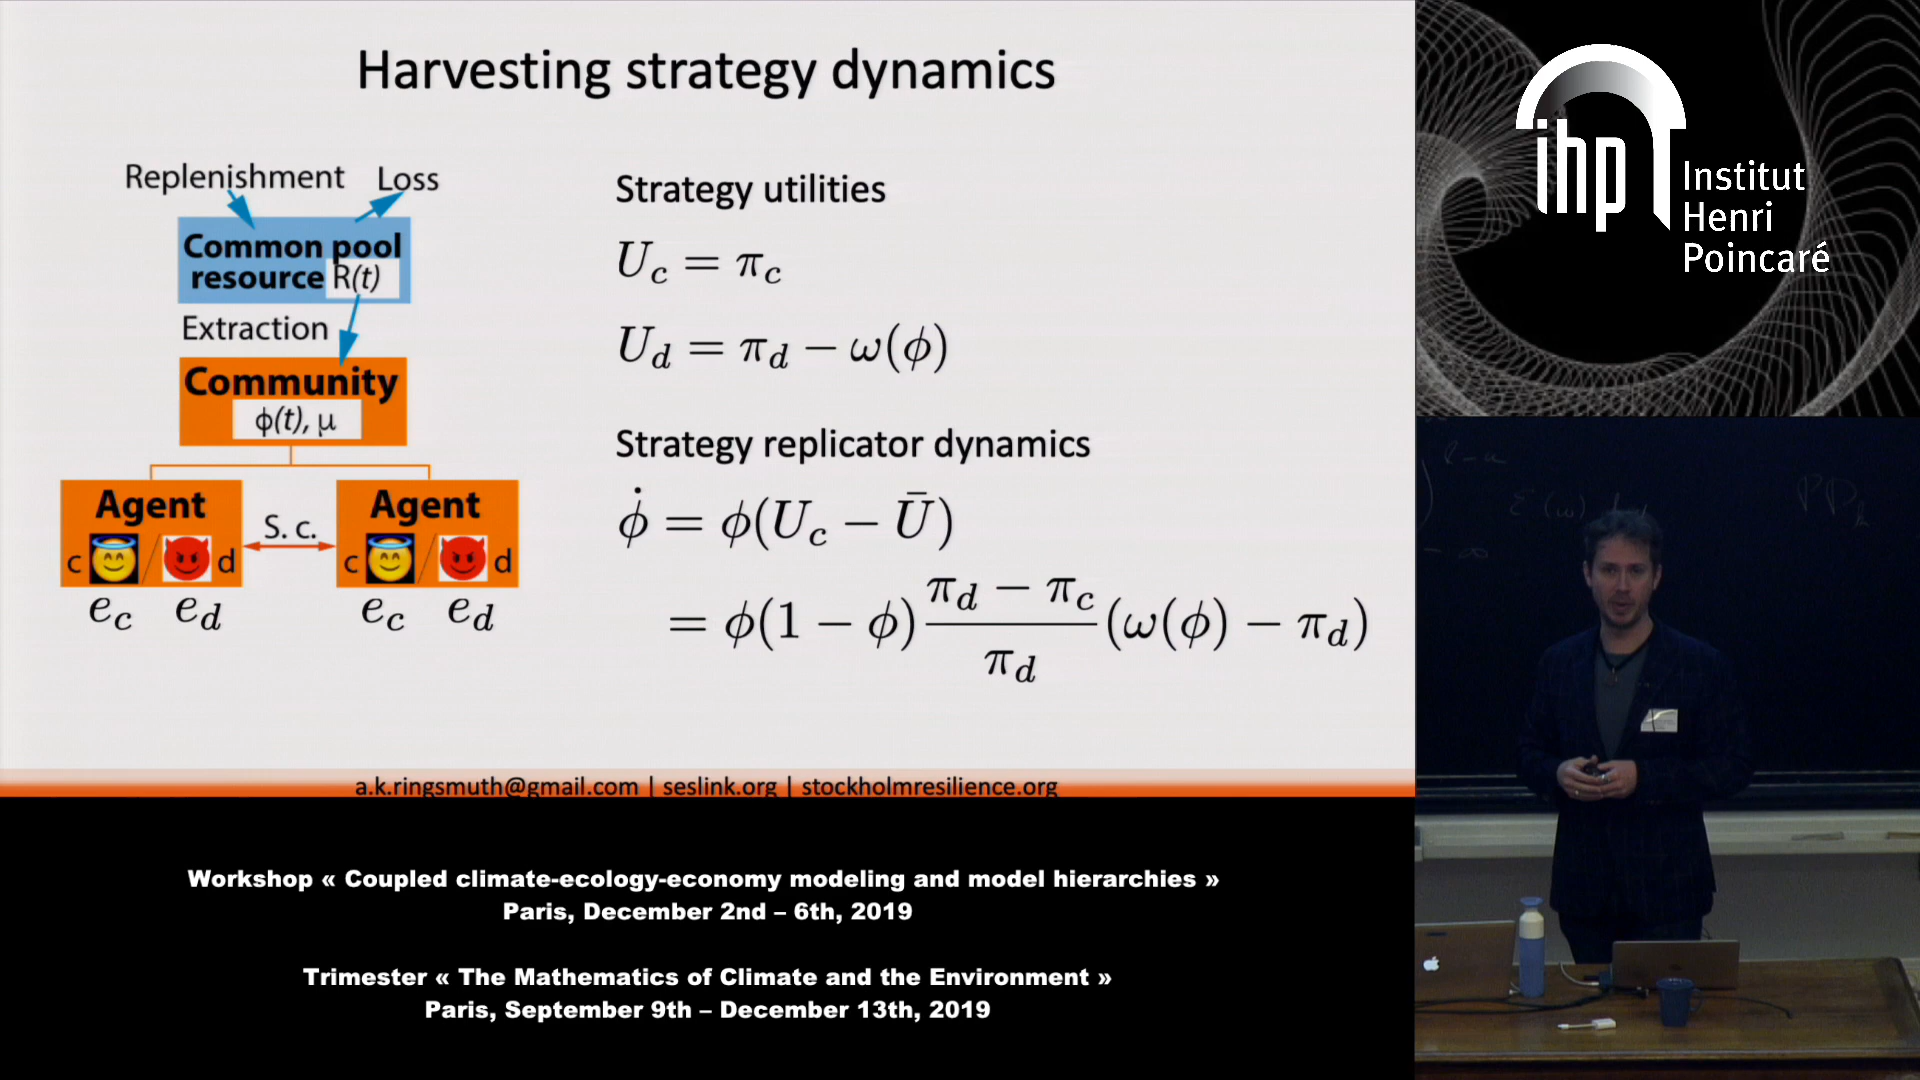 Harvesting strategy dynamics
Replenishment
Loss
Common pool
resource R(t)
Extraction
Community
ϕ(t), μ
Agent
c / d
S. c.
Agent
c / d
e_c e_d
e_c e_d
Strategy utilities
U_c = π_c
U_d = π_d − ω(ϕ)
Strategy replicator dynamics
ϕ̇ = ϕ(U_c − Ū)
= ϕ(1 − ϕ) (π_d − π_c)/π_d (ω(ϕ) − π_d)
a.k.ringsmuth@gmail.com | seslink.org | stockholmresilience.org
ihp
Institut
Henri
Poincaré
Workshop « Coupled climate-ecology-economy modeling and model hierarchies »
Paris, December 2nd – 6th, 2019
Trimester « The Mathematics of Climate and the Environment »
Paris, September 9th – December 13th, 2019